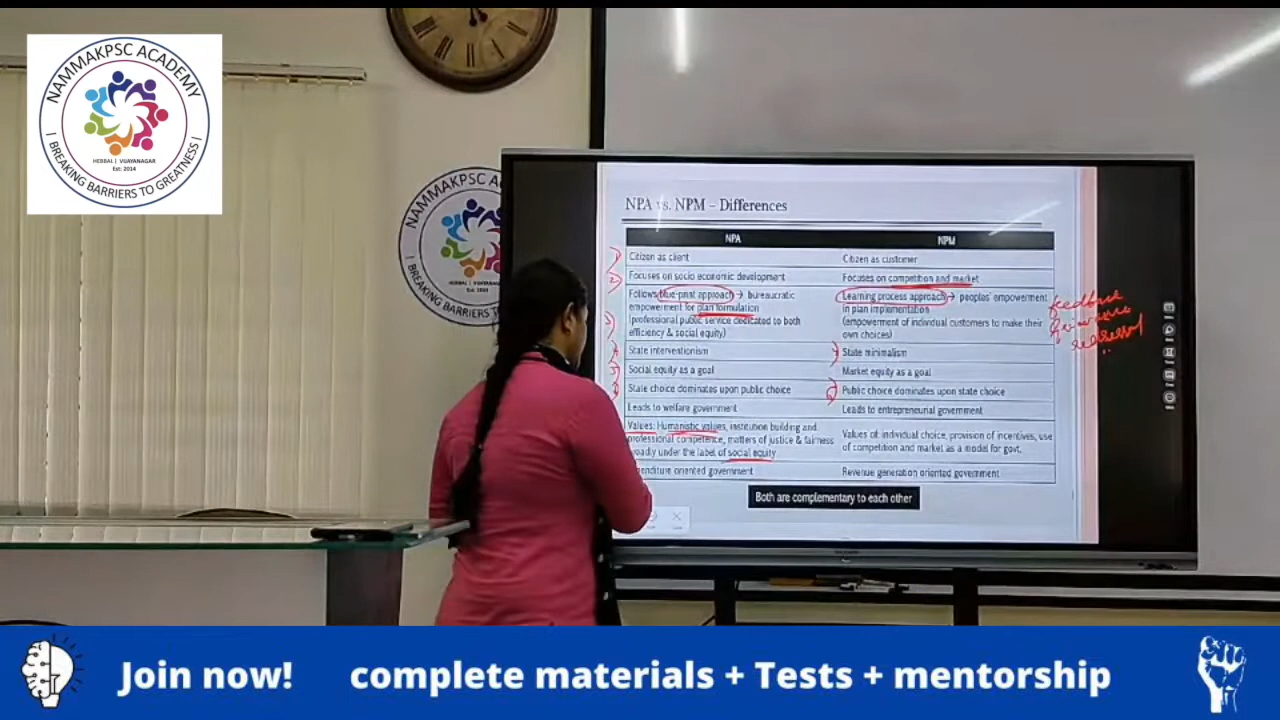 NAMMAKPSC ACADEMY
HEBBAL | VIJAYANAGAR
Est: 2014
| BREAKING BARRIERS TO GREATNESS |
NAMMAKPSC ACADEMY
BREAKING BARRIERS
NPA vs. NPM – Differences
NPA NPM
Citizen as client Citizen as customer
Focuses on socio economic development Focuses on competition and market
Follows blue-print approach → bureaucratic
empowerment for plan formulation
(professional public service dedicated to both
efficiency & social equity)
Learning process approach → peoples' empowerment
in plan implementation
(empowerment of individual customers to make their
own choices)
feedback
redressal
State interventionism State minimalism
Social equity as a goal Market equity as a goal
State choice dominates upon public choice Public choice dominates upon state choice
Leads to welfare government Leads to entrepreneurial government
Values: Humanistic values, institution building and
professional competence, matters of justice & fairness
broadly under the label of social equity
Values of individual choice, provision of incentives, use
of competition and market as a model for govt.
oriented government Revenue generation oriented government
Both are complementary to each other
Join now! complete materials + Tests + mentorship